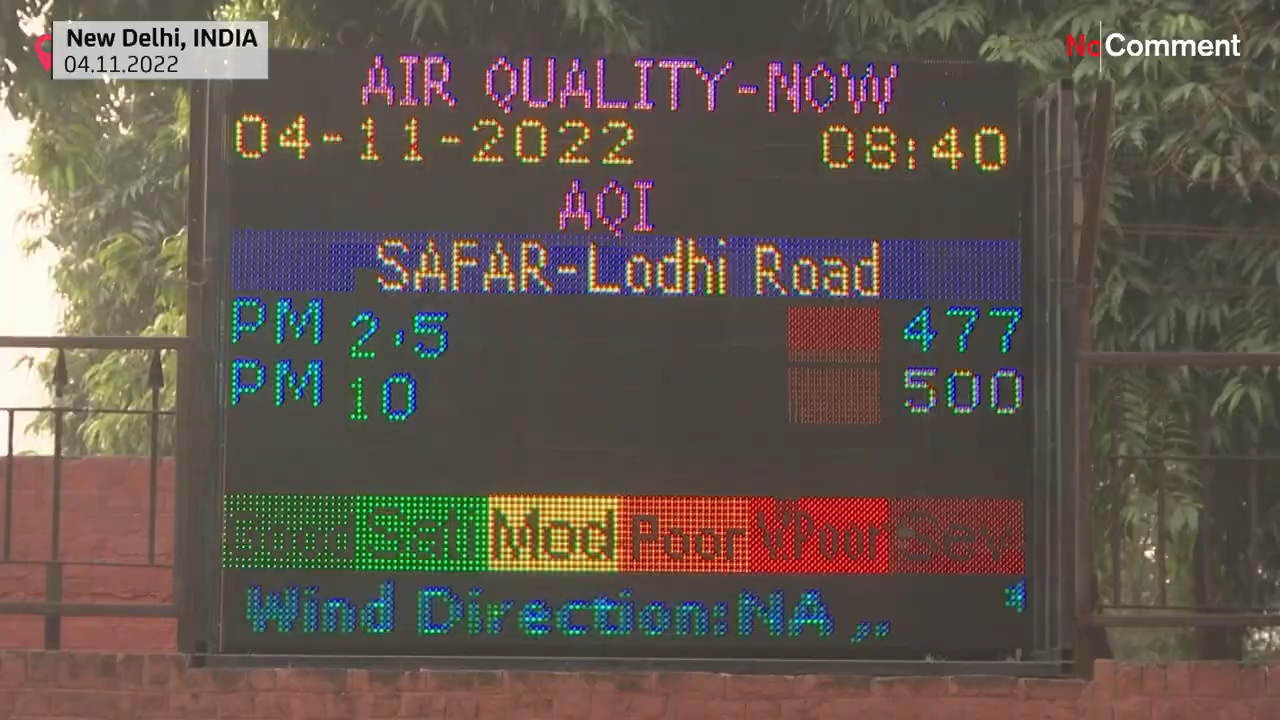 New Delhi, INDIA
04.11.2022
NoComment
AIR QUALITY-NOW
04-11-2022 08:40
AQI
SAFAR-Lodhi Road
PM 2.5 477
PM 10 500
Good Sati Mod Poor VPoor Sev
Wind Direction:NA ,,